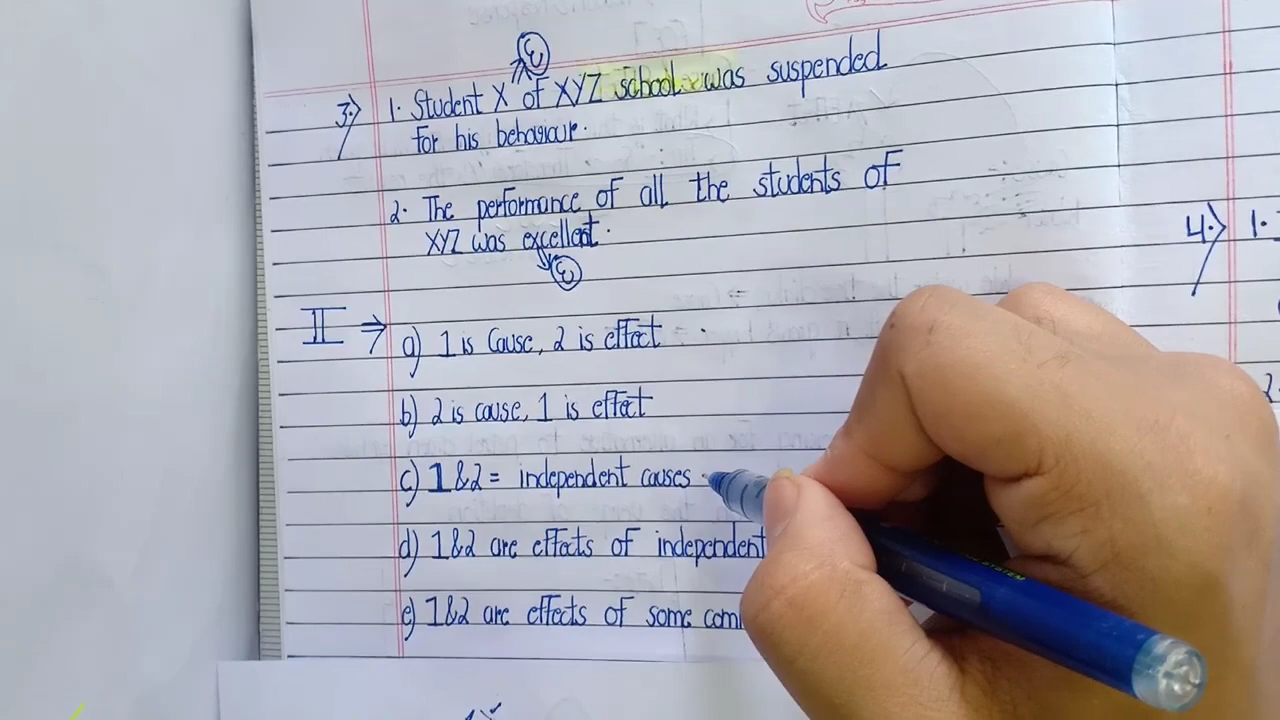 E
3.) 1. Student X of XYZ school was suspended
for his behaviour.
2. The performance of all the students of
XYZ was excellent.
E
II ⇒ a) 1 is Cause, 2 is effect
b) 2 is cause, 1 is effect
c) 1 & 2 = independent causes
d) 1 & 2 are effects of independent
e) 1 & 2 are effects of some
4.) 1.
2.